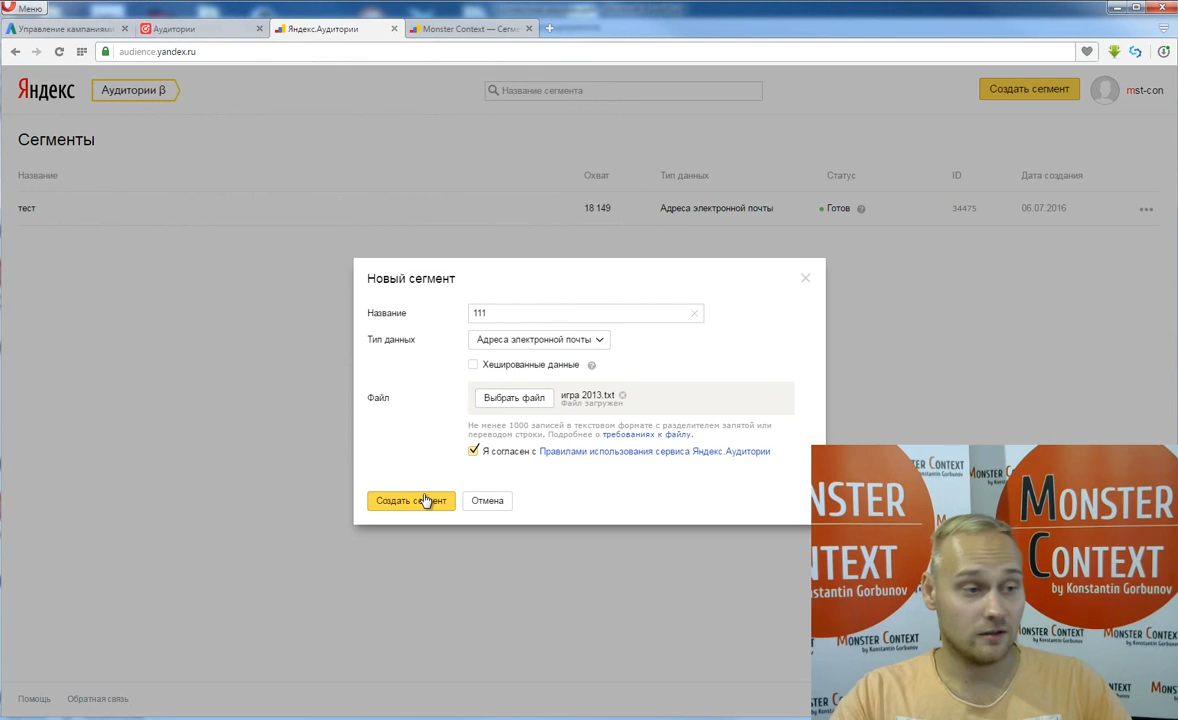 Меню
Управление кампаниями
Аудитории
Яндекс.Аудитории
Monster Context — Сегме
audience.yandex.ru
Яндекс
Аудитории β
Название сегмента
Создать сегмент
mst-con
Сегменты
Название
Охват
Тип данных
Статус
ID
Дата создания
тест
18 149
Адреса электронной почты
Готов
34475
06.07.2016
Новый сегмент
Название
111
Тип данных
Адреса электронной почты
Хешированные данные
Файл
Выбрать файл
игра 2013.txt
Файл загружен
Не менее 1000 записей в текстовом формате с разделителем запятой или
переводом строки. Подробнее о требованиях к файлу.
Я согласен с Правилами использования сервиса Яндекс.Аудитории
Создать сегмент
Отмена
MONSTER
CONTEXT
by Konstantin Gorbunov
MONSTER
CONTEXT
by Konstantin Gorbunov
Помощь
Обратная связь